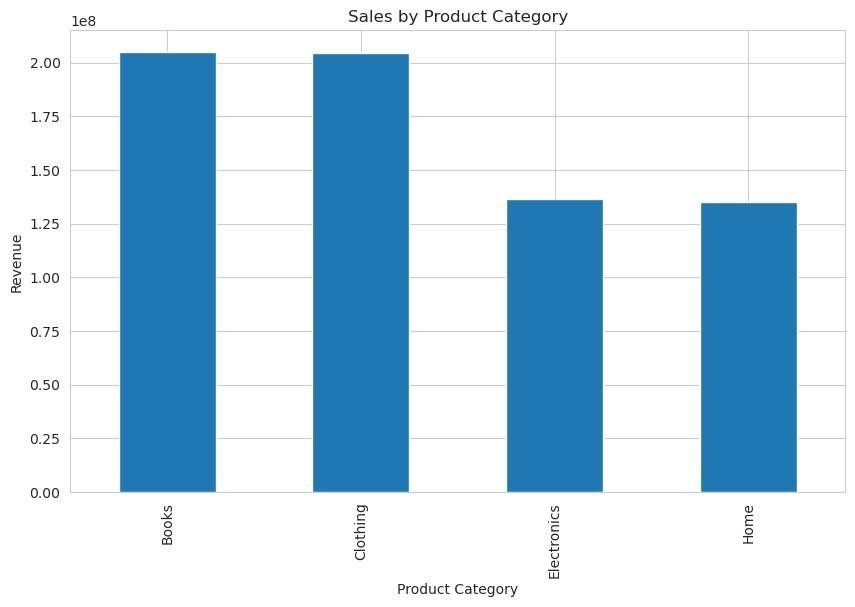 Sales by Product Category
1e8
2.00
1.75
1.50
1.25
1.00
0.75
0.50
0.25
0.00
Revenue
Books
Clothing
Electronics
Home
Product Category